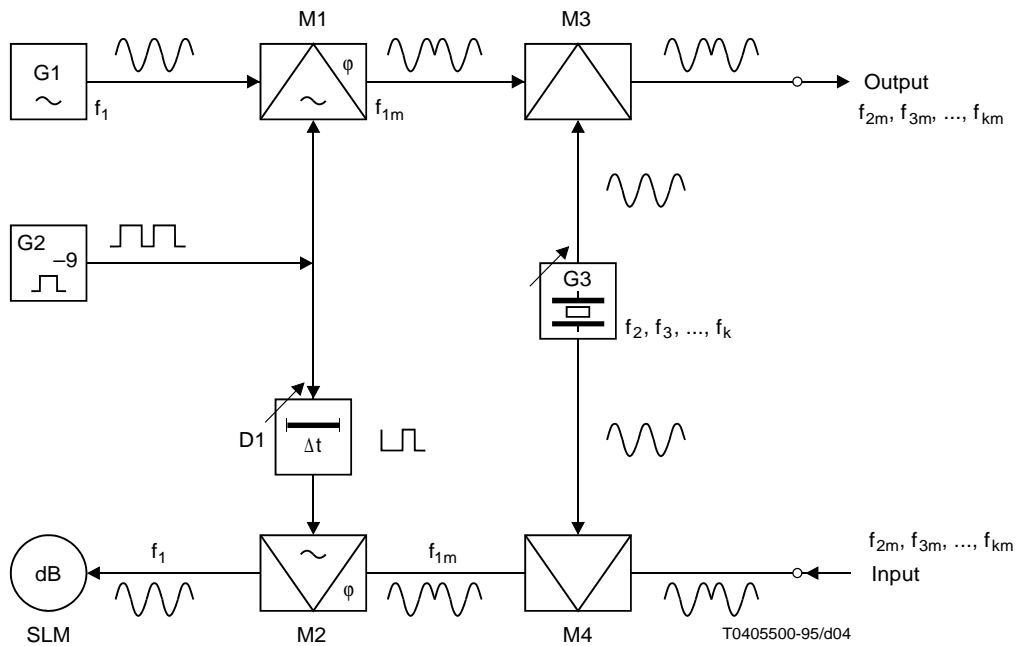 M1
M3
G1
φ
f1
f1m
Output
f2m, f3m, ..., fkm
G2
–9
G3
f2, f3, ..., fk
D1
Δt
f2m, f3m, ..., fkm
f1
f1m
dB
φ
Input
SLM
M2
M4
T0405500-95/d04